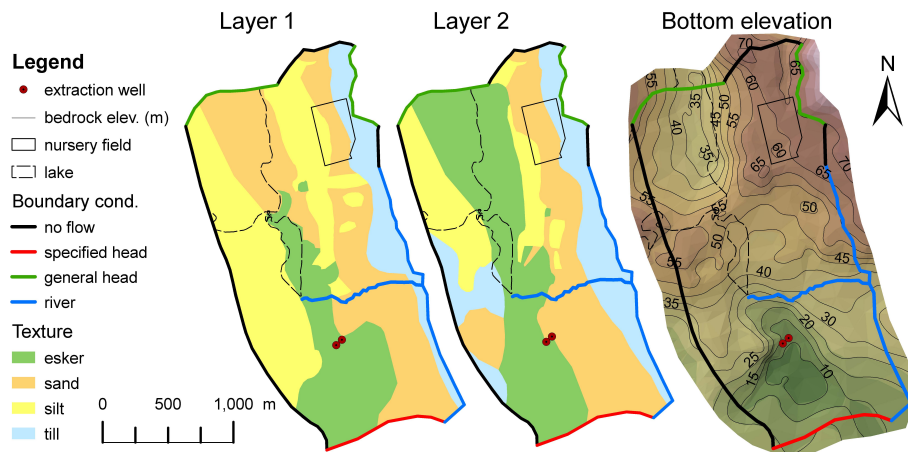 Layer 1
Layer 2
Bottom elevation
Legend
extraction well
bedrock elev. (m)
nursery field
lake
Boundary cond.
no flow
specified head
general head
river
Texture
esker
sand
silt
till
0 500 1,000 m
N
70
65
55
35
50
60
40
45
55
35
60
65
70
65
55
50
50
55
45
40
35
30
20
25
15
10